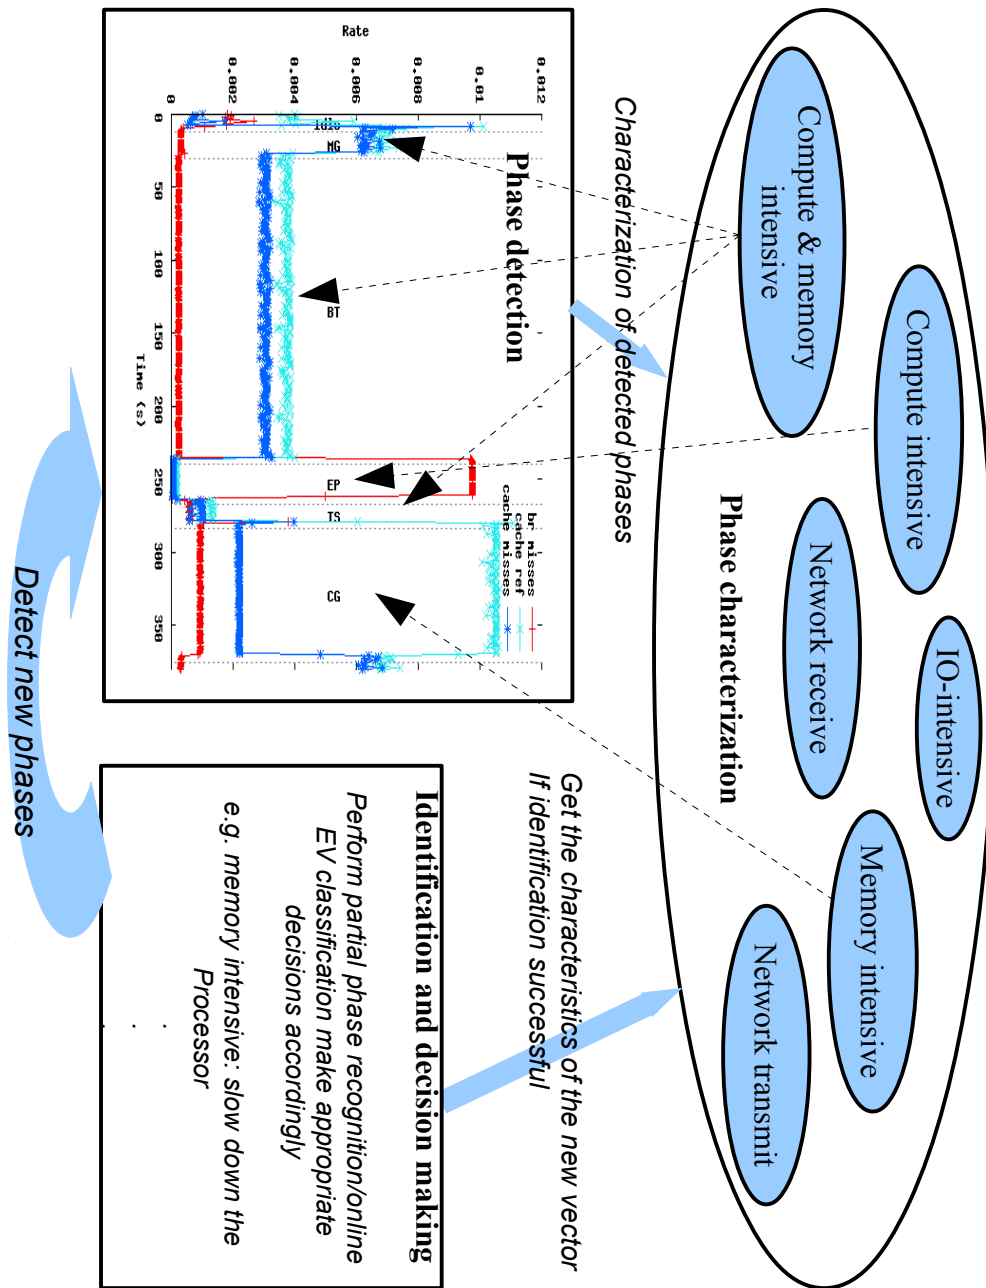 Compute & memory
intensive
Compute intensive
IO-intensive
Network receive
Memory intensive
Network transmit
Phase characterization
Characterization of detected phases
Get the characteristics of the new vector
If identification successful
Phase detection
Rate
0.012
0.01
0.008
0.006
0.004
0.002
0
0
50
100
150
200
250
300
350
Time (s)
MG
BT
EP
TS
CG
br misses
cache ref
cache misses
Identification and decision making
Perform partial phase recognition/online
EV classification make appropriate
decisions accordingly
e.g. memory intensive: slow down the
Processor
.
.
Detect new phases